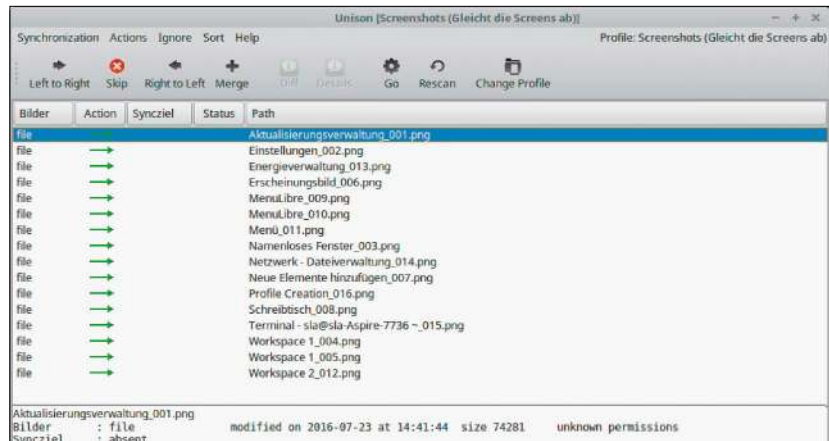 Unison [Screenshots (Gleicht die Screens ab)]
Synchronization Actions Ignore Sort Help Profile: Screenshots (Gleicht die Screens ab)
Left to Right Skip Right to Left Merge Diff Details Go Rescan Change Profile
Bilder Action Syncziel Status Path
file Aktualisierungsverwaltung_001.png
file Einstellungen_002.png
file Energieverwaltung_013.png
file Erscheinungsbild_006.png
file MenuLibre_009.png
file MenuLibre_010.png
file Menü_011.png
file Namenloses Fenster_003.png
file Netzwerk - Dateiverwaltung_014.png
file Neue Elemente hinzufügen_007.png
file Profile Creation_016.png
file Schreibtisch_008.png
file Terminal - sla@sla-Aspire-7736 ~_015.png
file Workspace 1_004.png
file Workspace 1_005.png
file Workspace 2_012.png
Aktualisierungsverwaltung_001.png
Bilder : file modified on 2016-07-23 at 14:41:44 size 74281 unknown permissions
Syncziel : absent